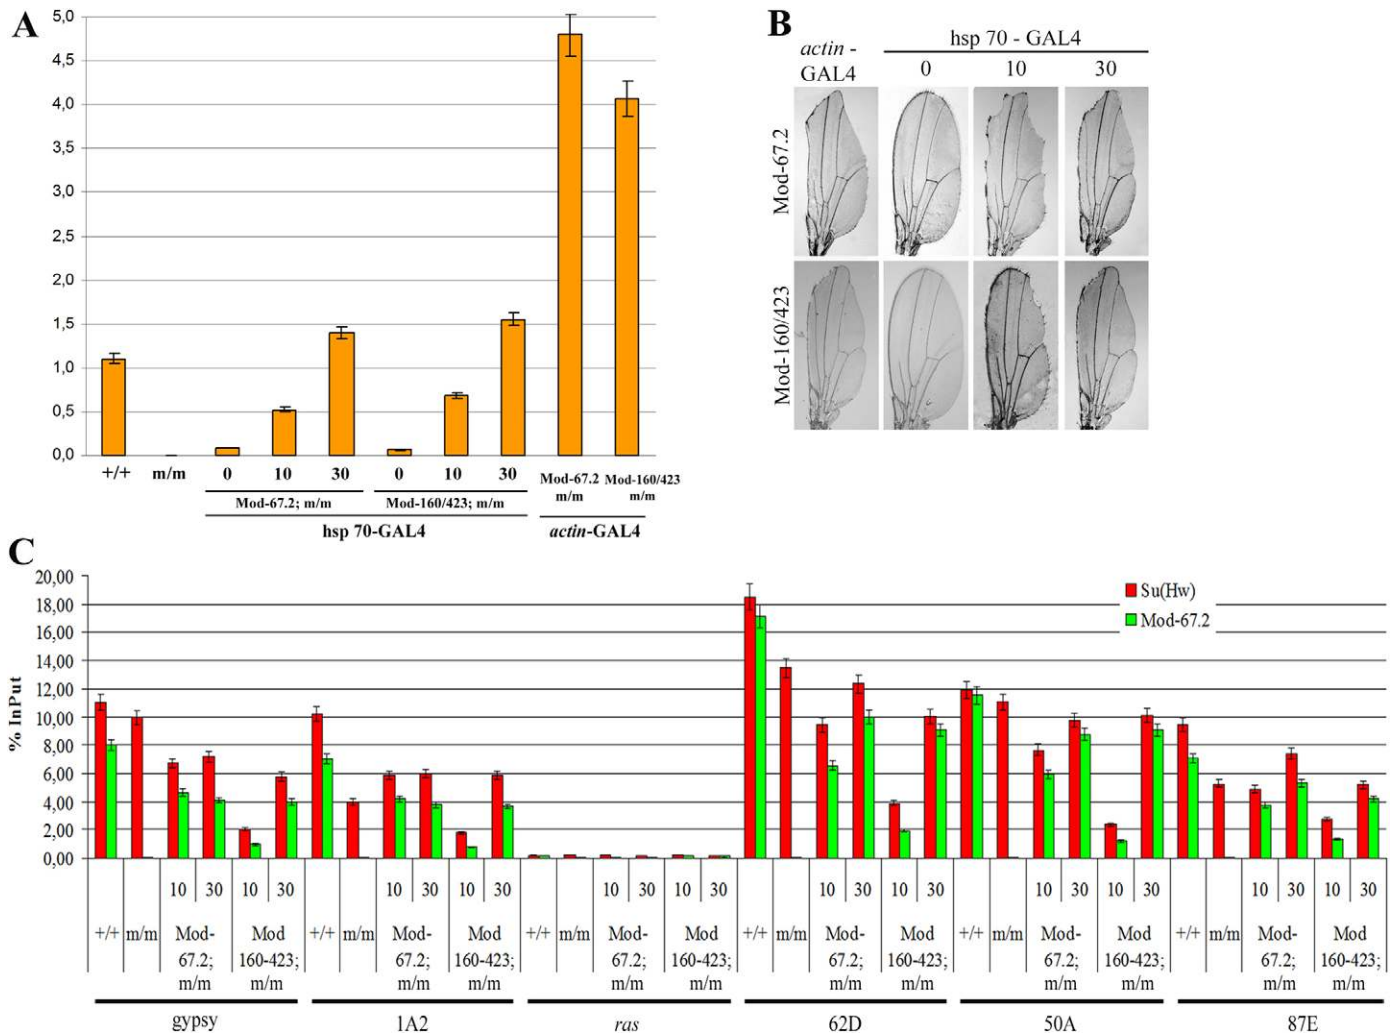 A
5,0
4,5
4,0
3,5
3,0
2,5
2,0
1,5
1,0
0,5
0,0
+/+ m/m 0 10 30 0 10 30 Mod-67.2 m/m Mod-160/423 m/m
Mod-67.2; m/m Mod-160/423; m/m
hsp 70-GAL4 actin-GAL4
B
actin - GAL4
hsp 70 - GAL4
0 10 30
Mod-67.2
Mod-160/423
C
% InPut
20,00
18,00
16,00
14,00
12,00
10,00
8,00
6,00
4,00
2,00
0,00
Su(Hw)
Mod-67.2
10 30 10 30 10 30 10 30 10 30 10 30 10 30 10 30 10 30 10 30 10 30 10 30
+/+ m/m Mod- Mod +/+ m/m Mod- Mod +/+ m/m Mod- Mod +/+ m/m Mod- Mod +/+ m/m Mod- Mod +/+ m/m Mod- Mod
67.2; 160-423; 67.2; 160-423; 67.2; 160-423; 67.2; 160-423; 67.2; 160-423; 67.2; 160-423;
m/m m/m m/m m/m m/m m/m m/m m/m m/m m/m m/m m/m
gypsy 1A2 ras 62D 50A 87E